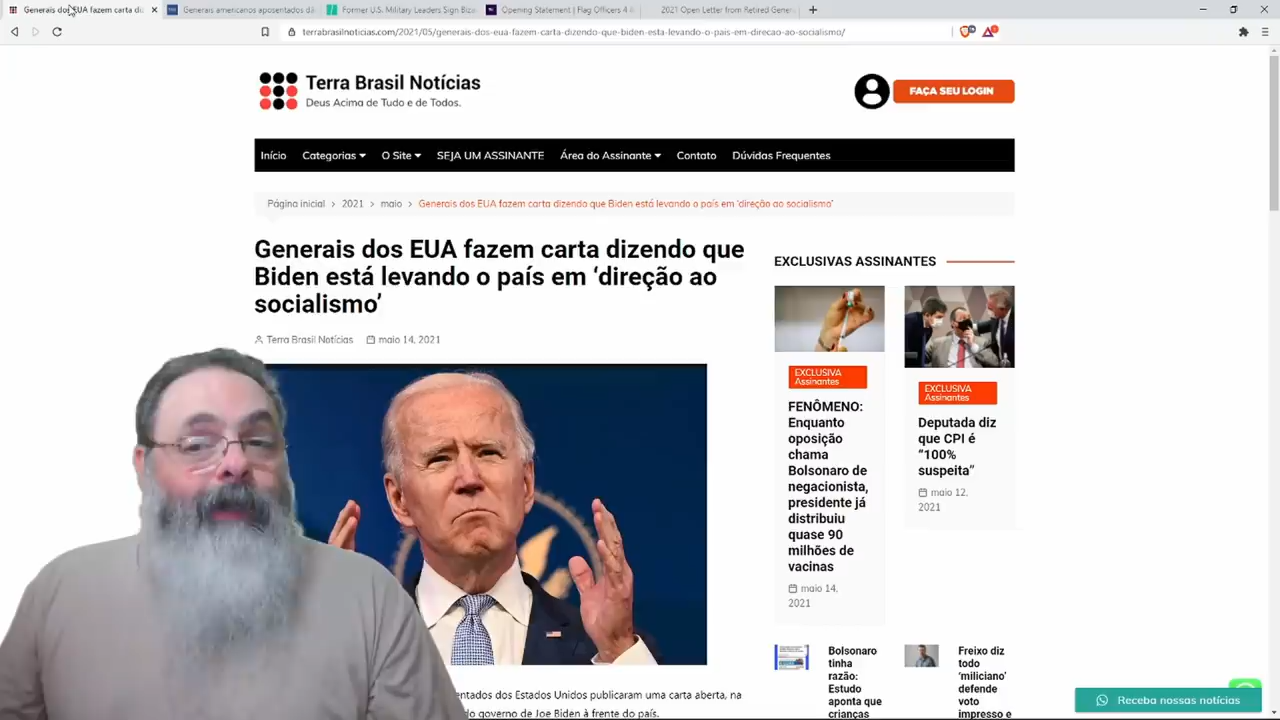 Generais dos EUA fazem carta di
Generais americanos aposentados dã
Former U.S. Military Leaders Sign Biza
Opening Statement | Flag Officers 4 A
2021 Open Letter from Retired Genera
terrabrasilnoticias.com/2021/05/generais-dos-eua-fazem-carta-dizendo-que-biden-esta-levando-o-pais-em-direcao-ao-socialismo/
Terra Brasil Notícias
Deus Acima de Tudo e de Todos.
FAÇA SEU LOGIN
Início Categorias O Site SEJA UM ASSINANTE Área do Assinante Contato Dúvidas Frequentes
Página inicial > 2021 > maio > Generais dos EUA fazem carta dizendo que Biden está levando o país em ‘direção ao socialismo’
Generais dos EUA fazem carta dizendo que
Biden está levando o país em ‘direção ao
socialismo’
Terra Brasil Notícias maio 14, 2021
entados dos Estados Unidos publicaram uma carta aberta, na
do governo de Joe Biden à frente do país.
EXCLUSIVAS ASSINANTES
EXCLUSIVA
Assinantes
FENÔMENO:
Enquanto
oposição
chama
Bolsonaro de
negacionista,
presidente já
distribuiu
quase 90
milhões de
vacinas
maio 14,
2021
EXCLUSIVA
Assinantes
Deputada diz
que CPI é
“100%
suspeita”
maio 12,
2021
Bolsonaro
tinha
razão:
Estudo
aponta que
crianças
Freixo diz
todo
‘miliciano’
defende
voto
impresso e
Receba nossas notícias